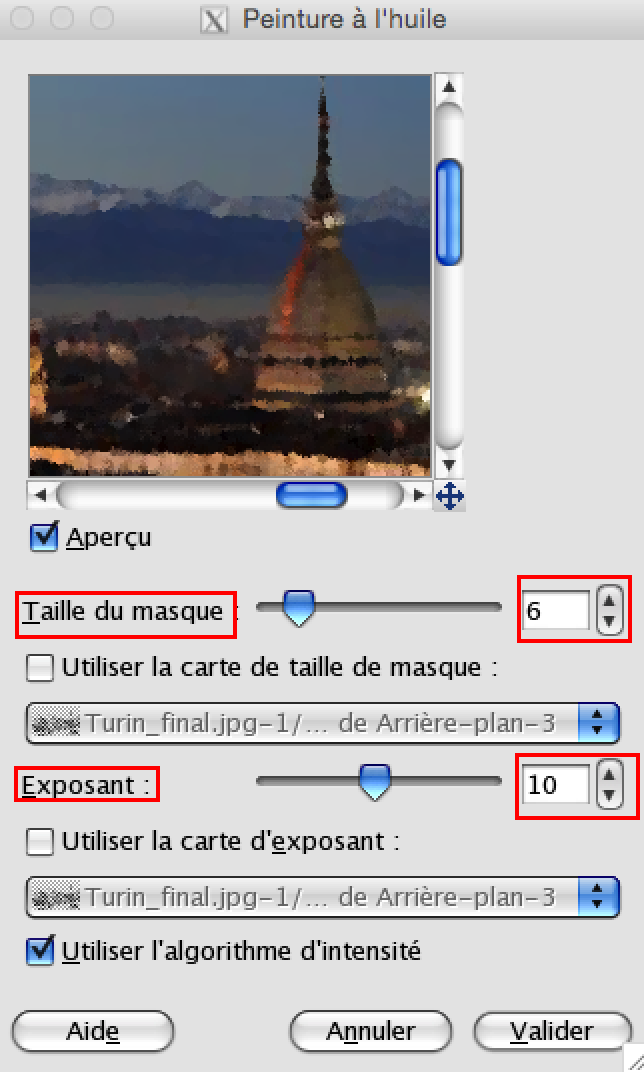 Peinture à l'huile
Aperçu
Taille du masque :
6
Utiliser la carte de taille de masque :
Turin_final.jpg-1/... de Arrière-plan-3
Exposant :
10
Utiliser la carte d'exposant :
Turin_final.jpg-1/... de Arrière-plan-3
Utiliser l'algorithme d'intensité
Aide
Annuler
Valider